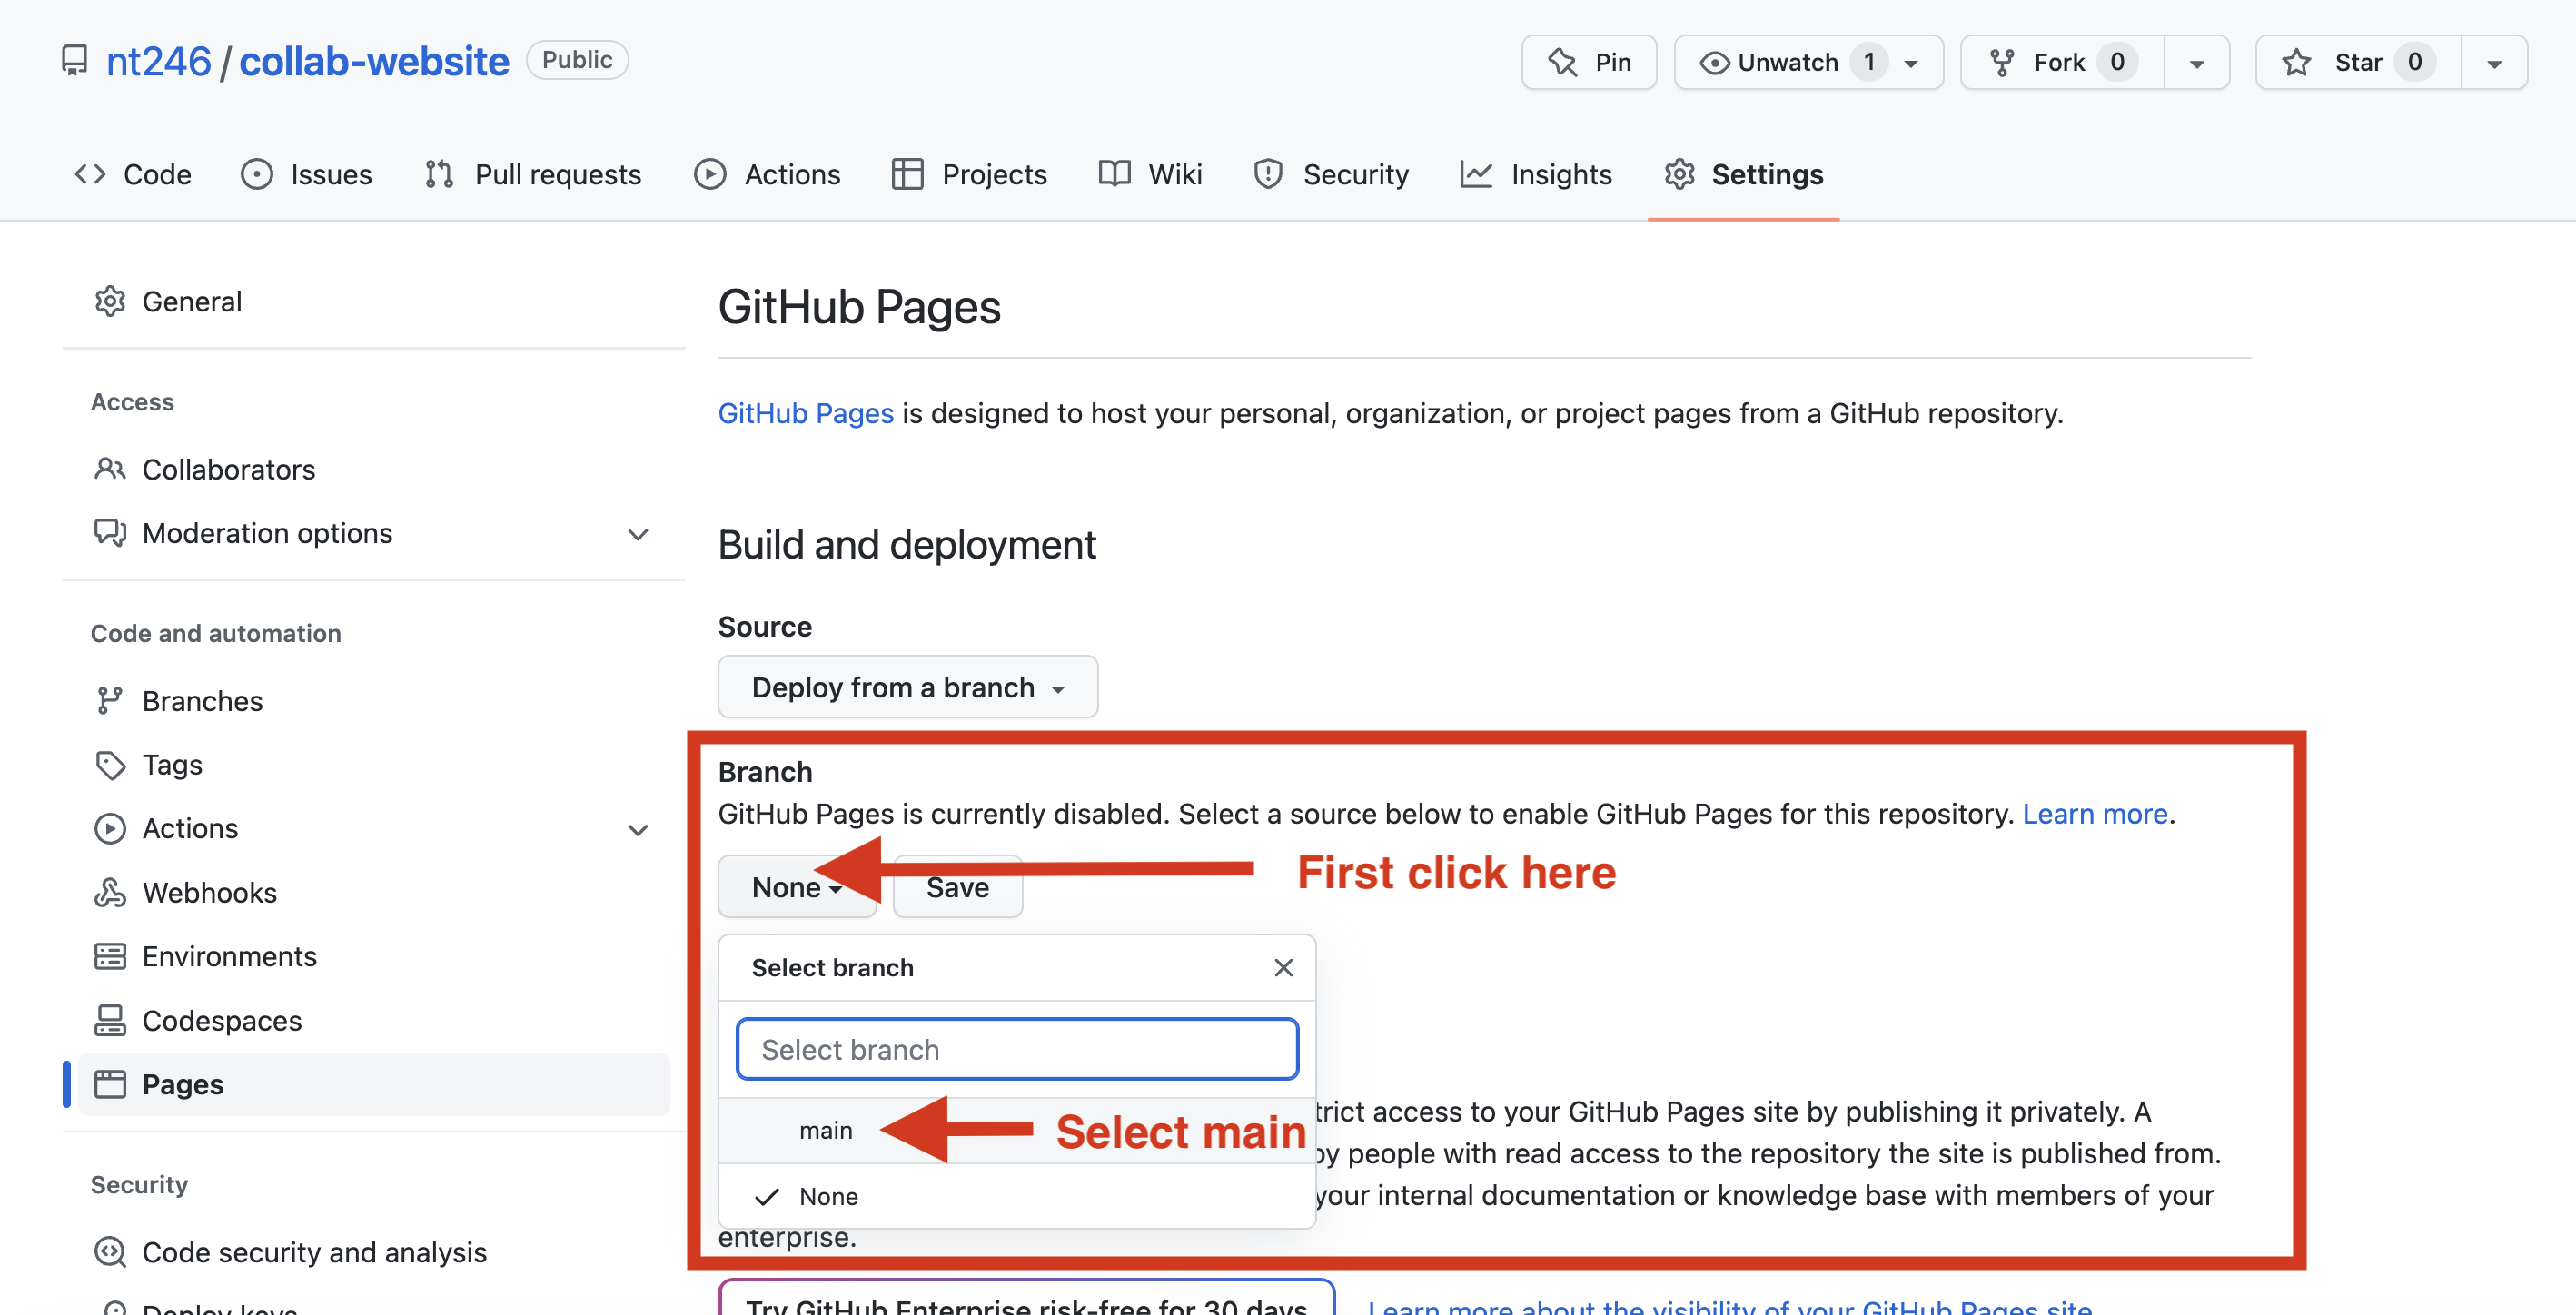 nt246 / collab-website Public
Pin
Unwatch 1
Fork 0
Star 0
Code
Issues
Pull requests
Actions
Projects
Wiki
Security
Insights
Settings
General
Access
Collaborators
Moderation options
Code and automation
Branches
Tags
Actions
Webhooks
Environments
Codespaces
Pages
Security
Code security and analysis
Deploy keys
GitHub Pages
GitHub Pages is designed to host your personal, organization, or project pages from a GitHub repository.
Build and deployment
Source
Deploy from a branch
Branch
GitHub Pages is currently disabled. Select a source below to enable GitHub Pages for this repository. Learn more.
None
Save
First click here
Select branch
Select branch
main
Select main
None
trict access to your GitHub Pages site by publishing it privately. A
by people with read access to the repository the site is published from.
your internal documentation or knowledge base with members of your
enterprise.
Try GitHub Enterprise risk-free for 30 days
Learn more about the visibility of your GitHub Pages site